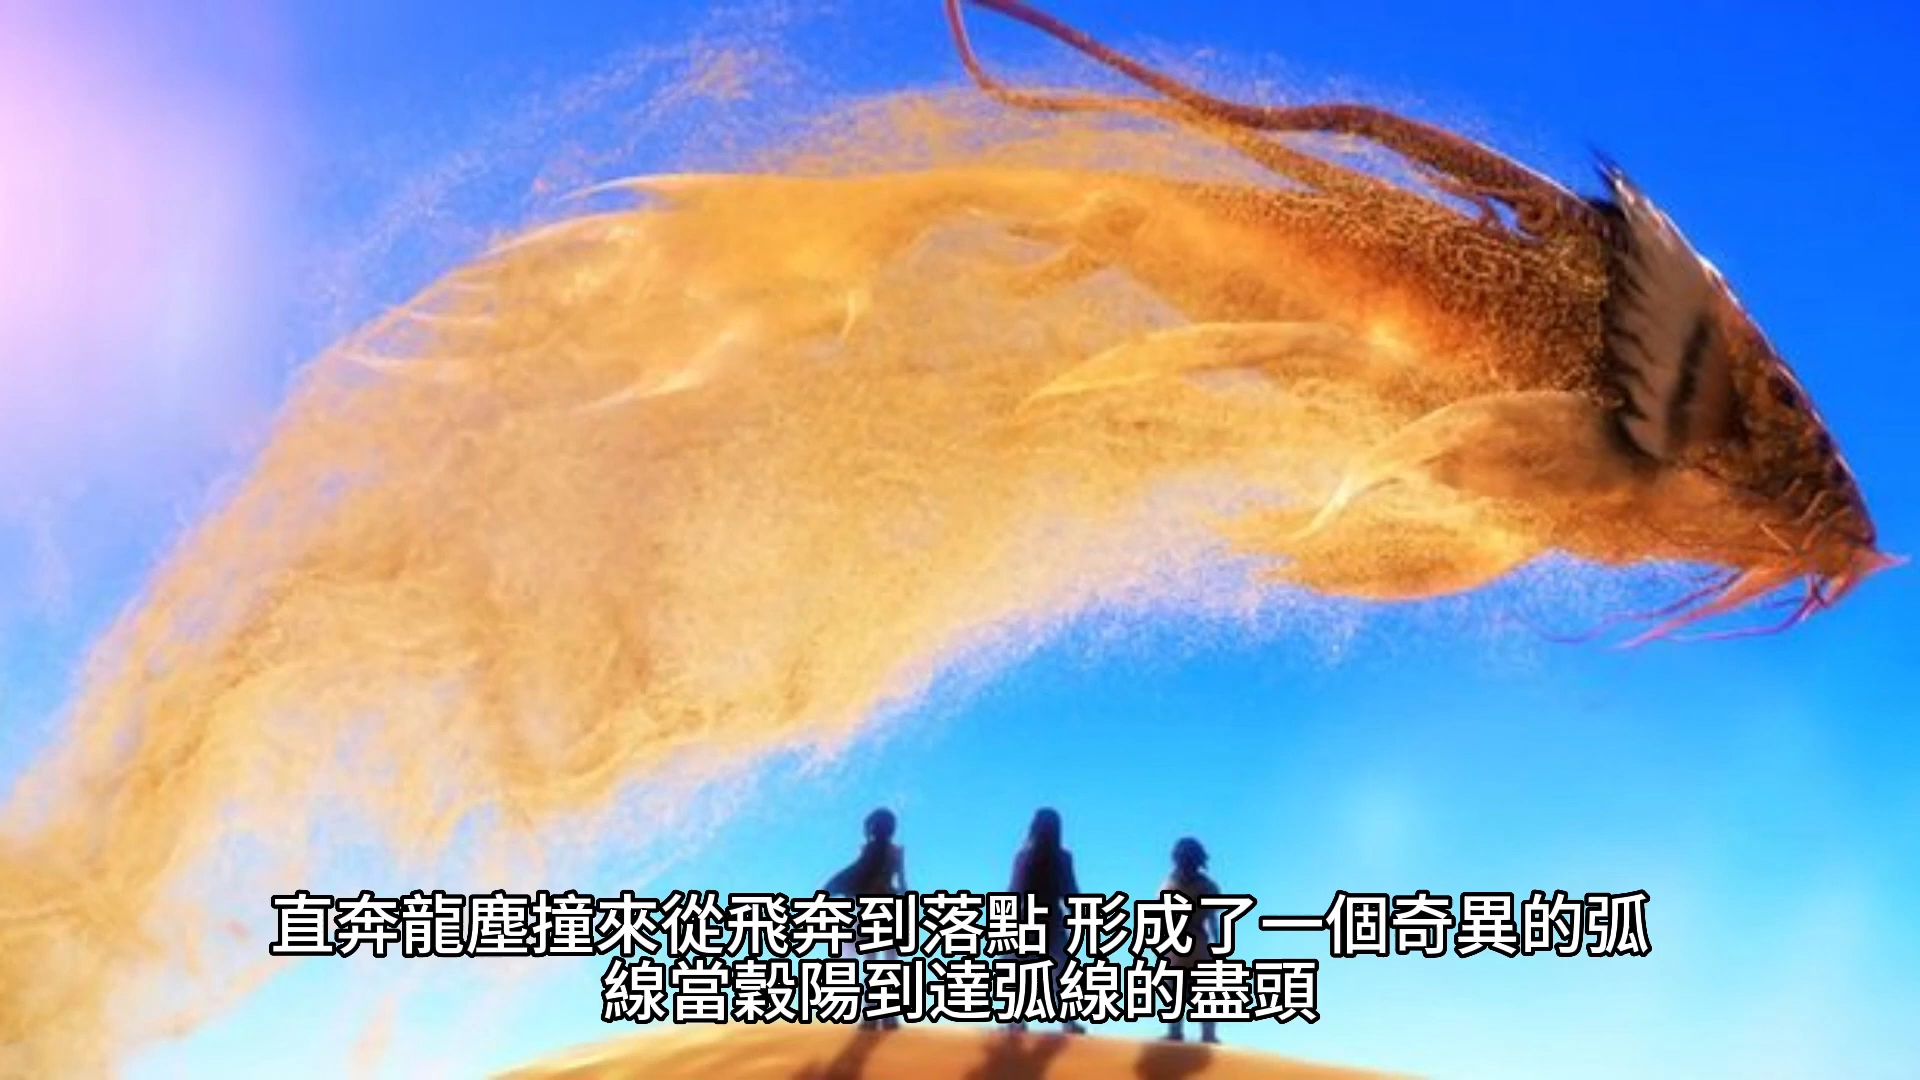 直奔龍塵撞來從飛奔到落點 形成了一個奇異的弧
線當穀陽到達弧線的盡頭